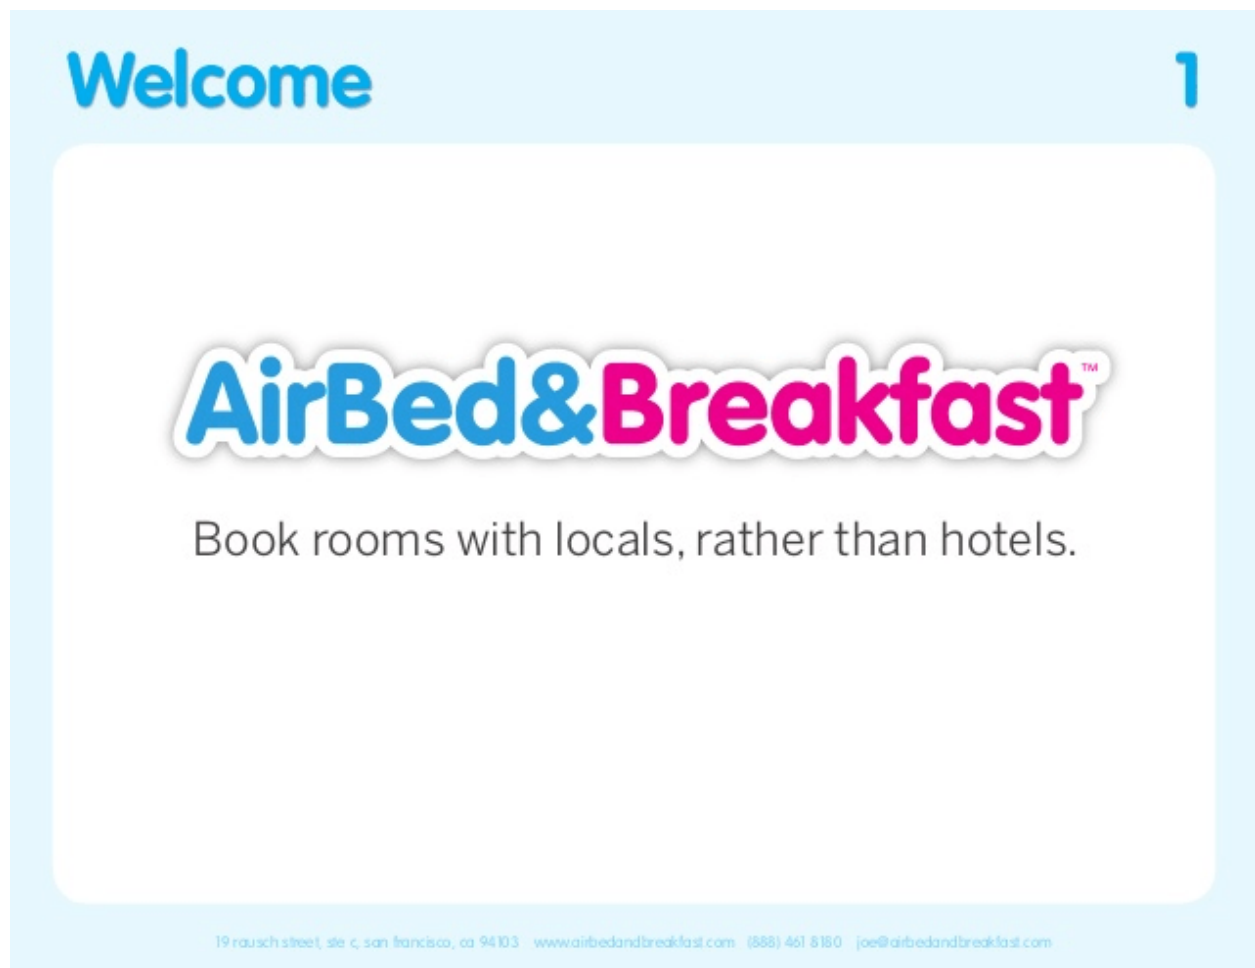 Welcome
1
AirBed&Breakfast™
Book rooms with locals, rather than hotels.
19 rausch street, ste c, san francisco, ca 94103 www.airbedandbreakfast.com (888) 461 8180 joe@airbedandbreakfast.com